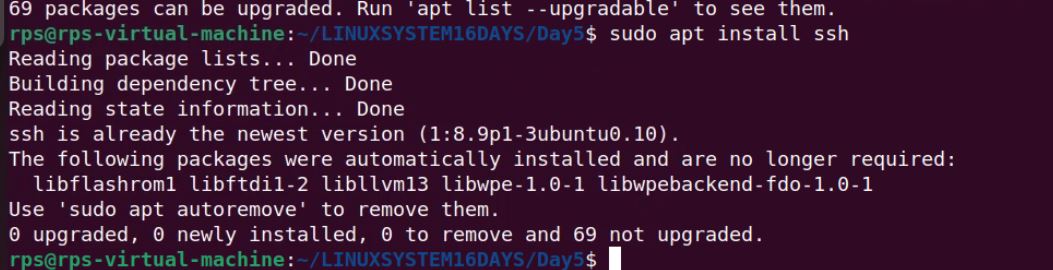 69 packages can be upgraded. Run 'apt list --upgradable' to see them.
rps@rps-virtual-machine:~/LINUXSYSTEM16DAYS/Day5$ sudo apt install ssh
Reading package lists... Done
Building dependency tree... Done
Reading state information... Done
ssh is already the newest version (1:8.9p1-3ubuntu0.10).
The following packages were automatically installed and are no longer required:
  libflashrom1 libftdi1-2 libllvm13 libwpe-1.0-1 libwpebackend-fdo-1.0-1
Use 'sudo apt autoremove' to remove them.
0 upgraded, 0 newly installed, 0 to remove and 69 not upgraded.
rps@rps-virtual-machine:~/LINUXSYSTEM16DAYS/Day5$